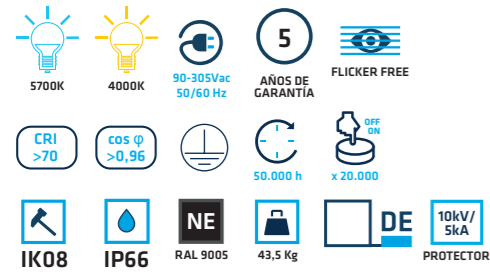 5700K
4000K
90-305Vac
50/60 Hz
5
AÑOS DE
GARANTÍA
FLICKER FREE
CRI
>70
cos φ
>0,96
50.000 h
OFF
ON
x 20.000
IK08
IP66
NE
RAL 9005
43,5 Kg
DE
10kV/
5kA
PROTECTOR